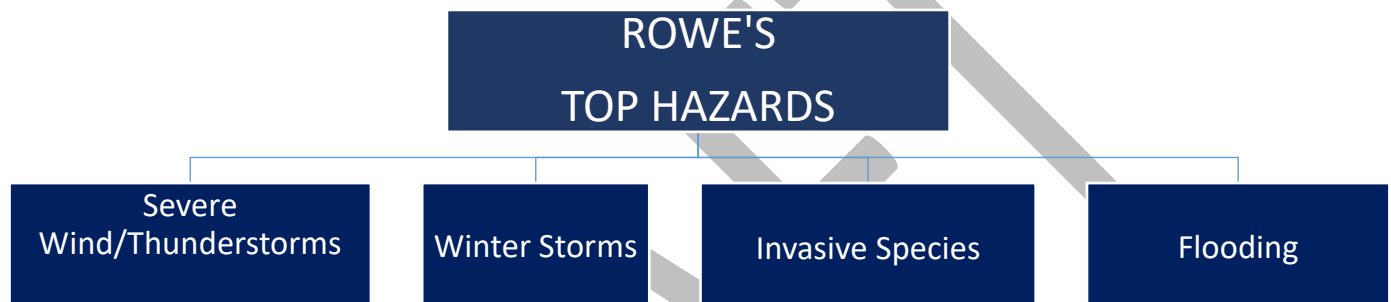 ROWE'S
TOP HAZARDS
Severe
Wind/Thunderstorms
Winter Storms
Invasive Species
Flooding